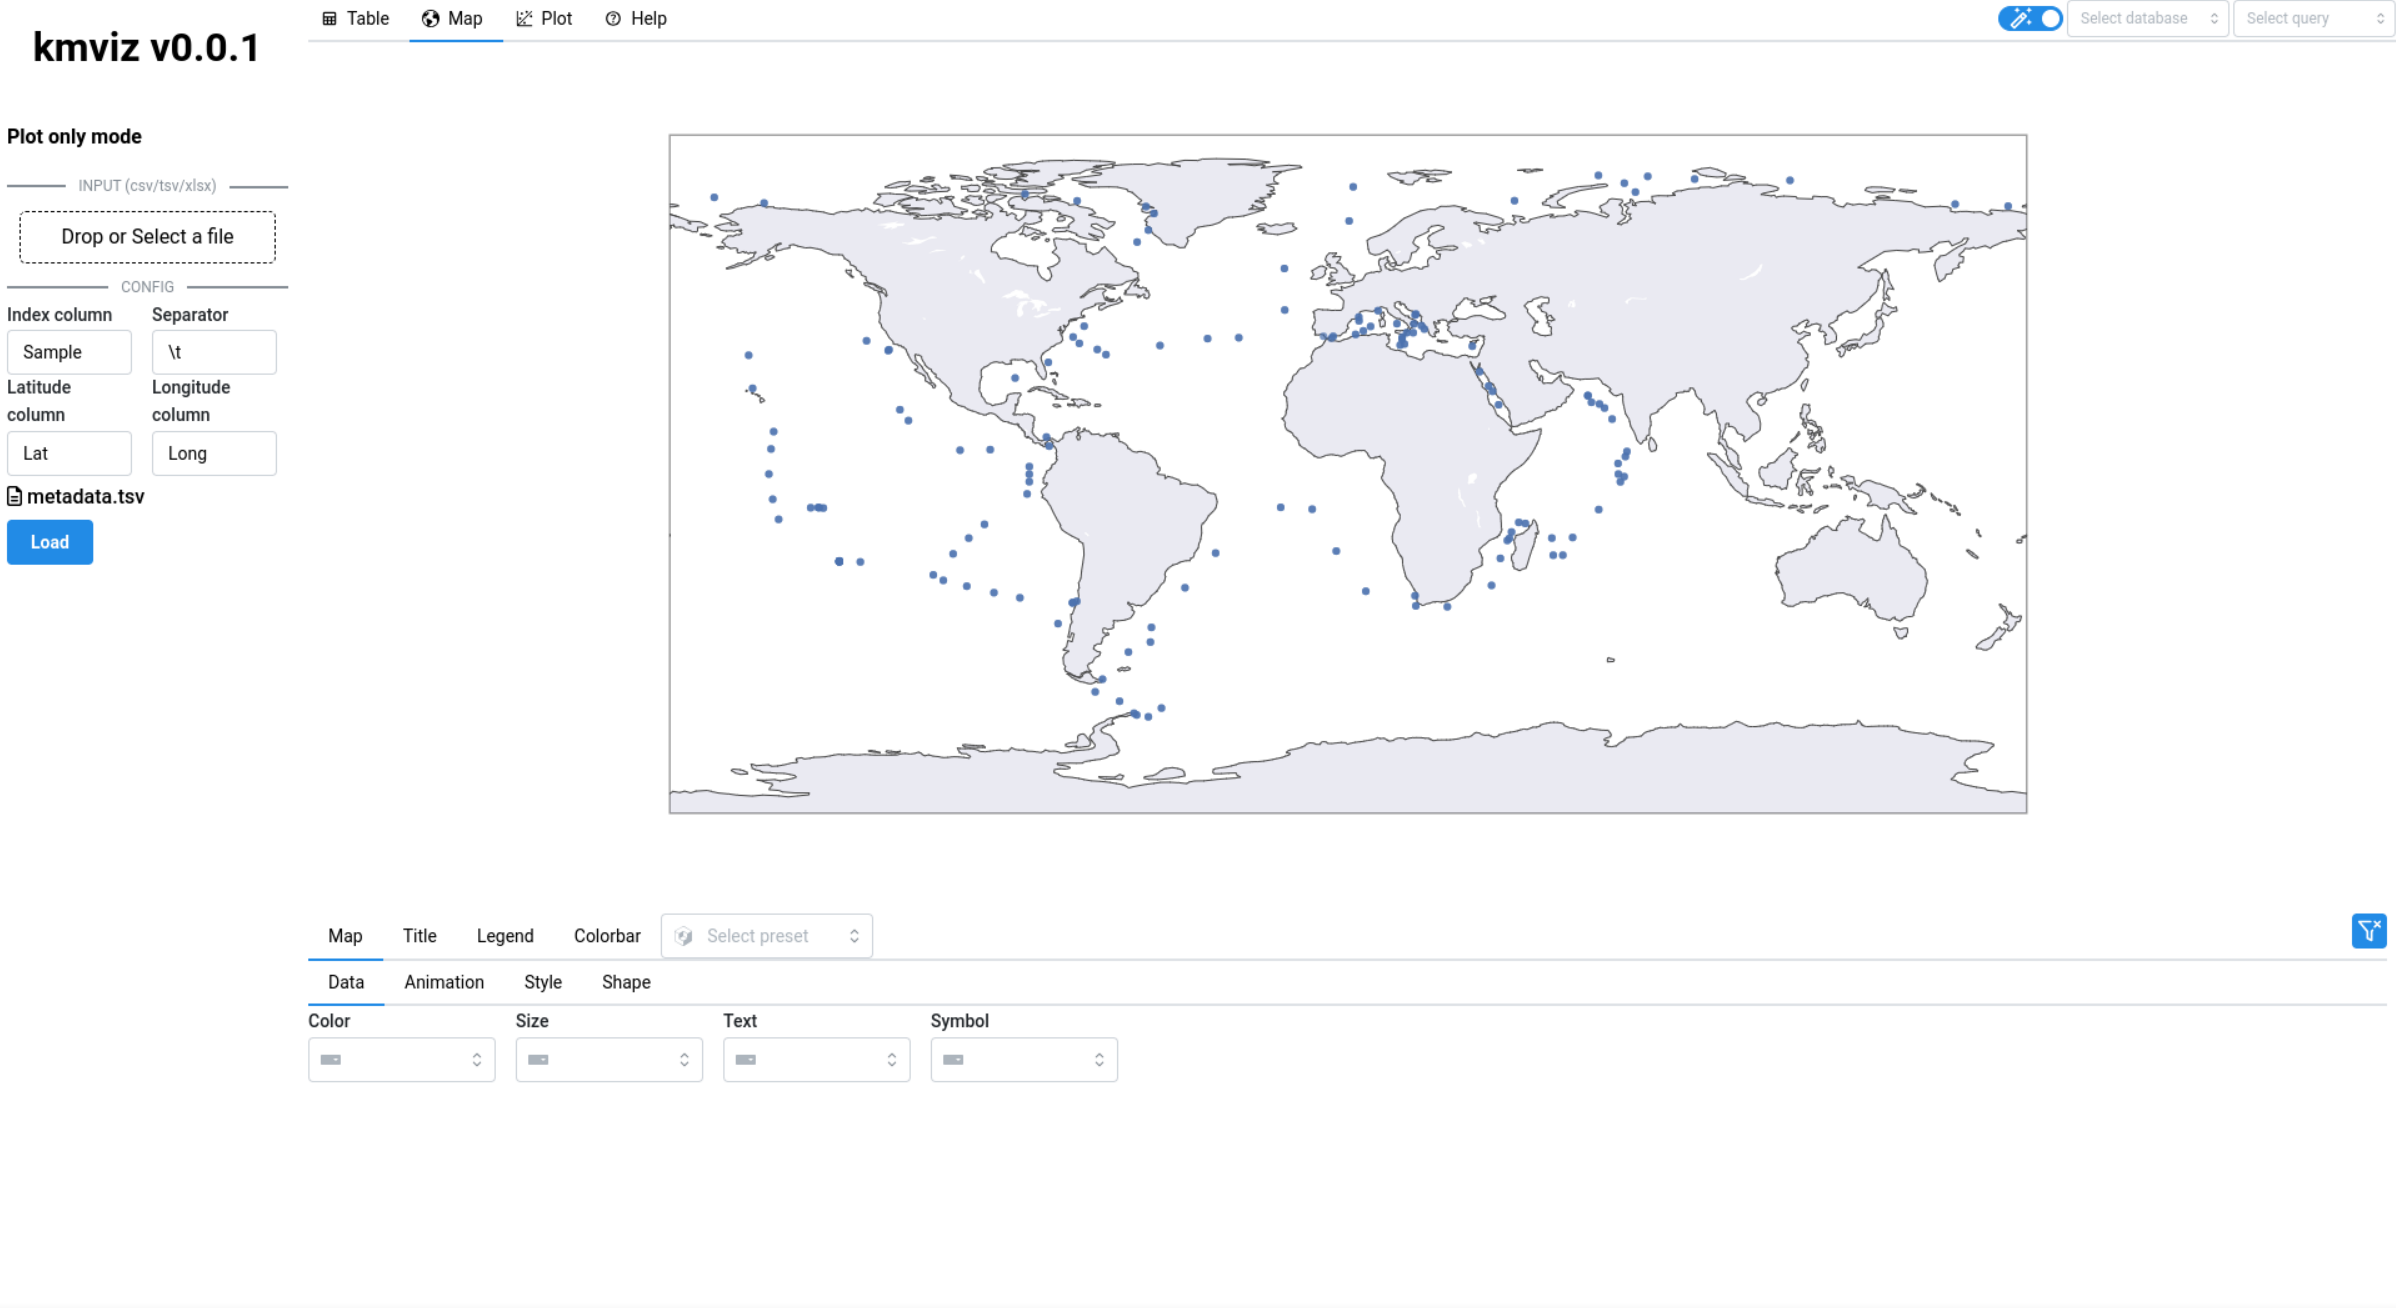 kmviz v0.0.1
Table Map Plot Help
Select database Select query
Plot only mode
INPUT (csv/tsv/xlsx)
Drop or Select a file
CONFIG
Index column Separator
Sample \t
Latitude column Longitude column
Lat Long
metadata.tsv
Load
Map Title Legend Colorbar Select preset
Data Animation Style Shape
Color Size Text Symbol